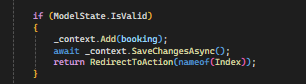 if (ModelState.IsValid)
{
_context.Add(booking);
await _context.SaveChangesAsync();
return RedirectToAction(nameof(Index));
}